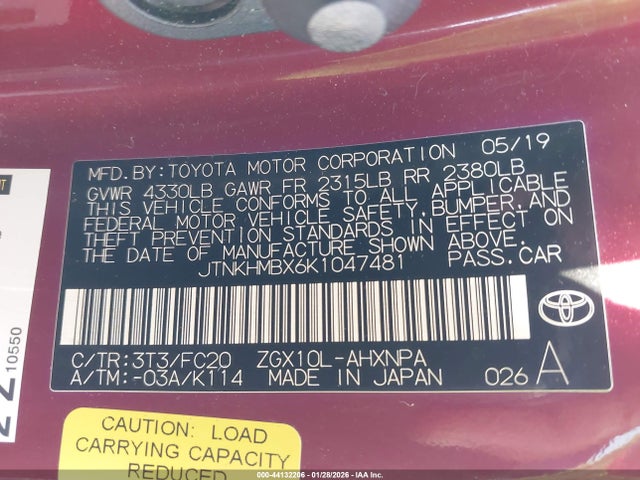 MFD. BY: TOYOTA MOTOR CORPORATION 05/19
GVWR 4330LB GAWR FR 2315LB RR 2380LB
THIS VEHICLE CONFORMS TO ALL APPLICABLE
FEDERAL MOTOR VEHICLE SAFETY, BUMPER, AND
THEFT PREVENTION STANDARDS IN EFFECT ON
THE DATE OF MANUFACTURE SHOWN ABOVE.
JTNKHMBX6K1047481 PASS. CAR
C/TR: 3T3/FC20 ZGX10L-AHXNPA
A/TM: -03A/K114 MADE IN JAPAN 026 A
10550
CAUTION: LOAD
CARRYING CAPACITY
REDUCED
000 - 44132206 - 01/28/2026 - IAA Inc.